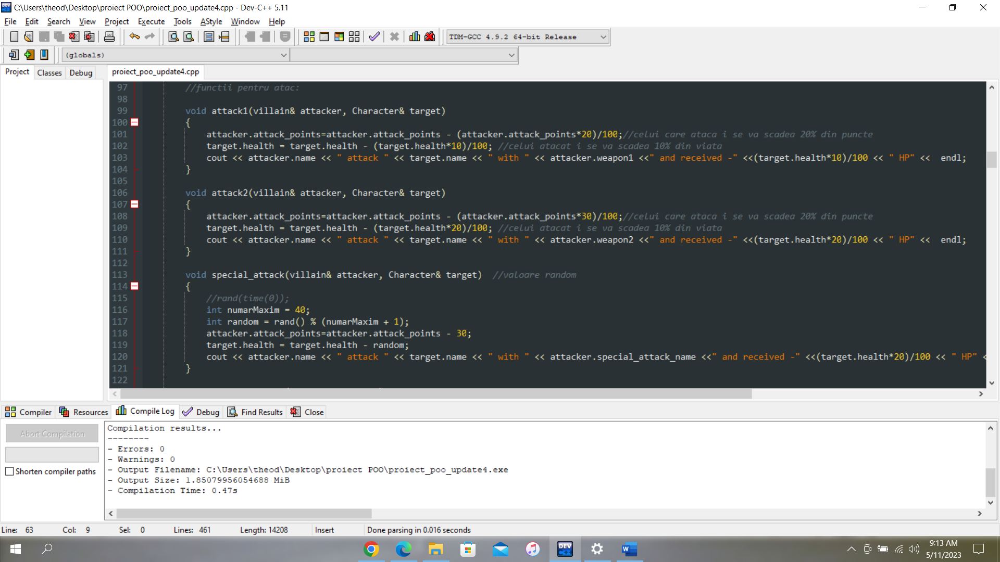 C:\Users\theod\Desktop\proiect POO\proiect_poo_update4.cpp - Dev-C++ 5.11
File Edit Search View Project Execute Tools AStyle Window Help
TDM-GCC 4.9.2 64-bit Release
(globals)
Project Classes Debug
proiect_poo_update4.cpp
97 //functii pentru atac:
98
99 void attack1(villain& attacker, Character& target)
100 {
101 attacker.attack_points=attacker.attack_points - (attacker.attack_points*20)/100;//celui care ataca i se va scadea 20% din puncte
102 target.health = target.health - (target.health*10)/100; //celui atacat i se va scadea 10% din viata
103 cout << attacker.name << " attack " << target.name << " with " << attacker.weapon1 <<" and received -" <<(target.health*10)/100 << " HP" <<  endl;
104 }
105
106 void attack2(villain& attacker, Character& target)
107 {
108 attacker.attack_points=attacker.attack_points - (attacker.attack_points*30)/100;//celui care ataca i se va scadea 20% din puncte
109 target.health = target.health - (target.health*20)/100; //celui atacat i se va scadea 10% din viata
110 cout << attacker.name << " attack " << target.name << " with " << attacker.weapon2 <<" and received -" <<(target.health*20)/100 << " HP" <<  endl;
111 }
112
113 void special_attack(villain& attacker, Character& target)  //valoare random
114 {
115 //rand(time(0));
116 int numarMaxim = 40;
117 int random = rand() % (numarMaxim + 1);
118 attacker.attack_points=attacker.attack_points - 30;
119 target.health = target.health - random;
120 cout << attacker.name << " attack " << target.name << " with " << attacker.special_attack_name <<" and received -" <<(target.health*20)/100 << " HP" <
121 }
122
Compiler Resources Compile Log Debug Find Results Close
Abort Compilation
Shorten compiler paths
Compilation results...
--------
- Errors: 0
- Warnings: 0
- Output Filename: C:\Users\theod\Desktop\proiect POO\proiect_poo_update4.exe
- Output Size: 1.85079956054688 MiB
- Compilation Time: 0.47s
Line: 63 Col: 9 Sel: 0 Lines: 461 Length: 14208 Insert Done parsing in 0.016 seconds
DEV C++
W
9:13 AM
5/11/2023